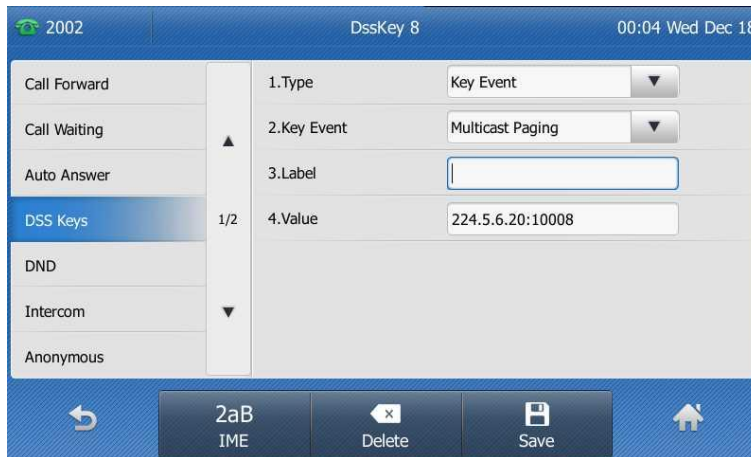 2002 DssKey 8 00:04 Wed Dec 18
Call Forward
Call Waiting
Auto Answer
DSS Keys
DND
Intercom
Anonymous
1/2
1.Type Key Event
2.Key Event Multicast Paging
3.Label
4.Value 224.5.6.20:10008
2aB
IME
Delete
Save